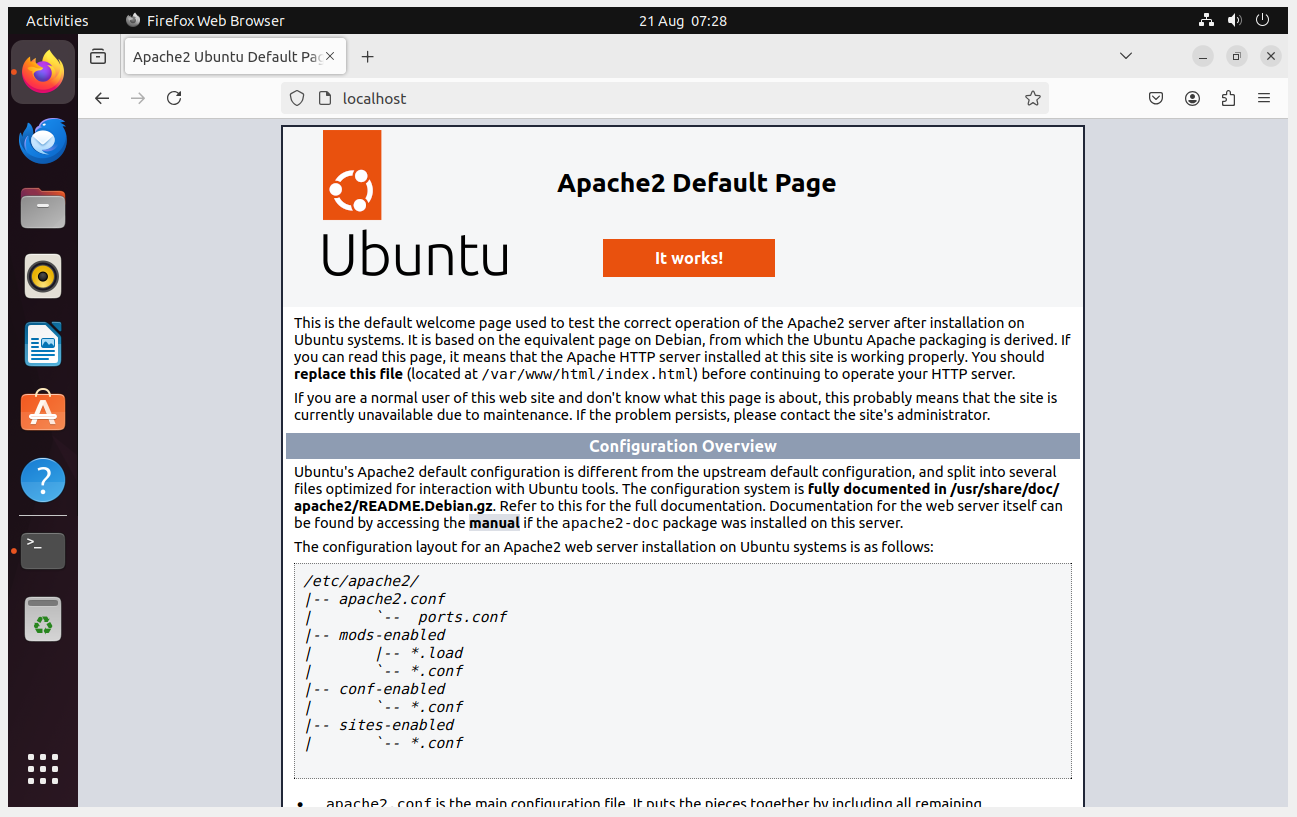 Activities
Firefox Web Browser
21 Aug 07:28
Apache2 Ubuntu Default Pag
localhost
Ubuntu
Apache2 Default Page
It works!
This is the default welcome page used to test the correct operation of the Apache2 server after installation on
Ubuntu systems. It is based on the equivalent page on Debian, from which the Ubuntu Apache packaging is derived. If
you can read this page, it means that the Apache HTTP server installed at this site is working properly. You should
replace this file (located at /var/www/html/index.html) before continuing to operate your HTTP server.
If you are a normal user of this web site and don't know what this page is about, this probably means that the site is
currently unavailable due to maintenance. If the problem persists, please contact the site's administrator.
Configuration Overview
Ubuntu's Apache2 default configuration is different from the upstream default configuration, and split into several
files optimized for interaction with Ubuntu tools. The configuration system is fully documented in /usr/share/doc/
apache2/README.Debian.gz. Refer to this for the full documentation. Documentation for the web server itself can
be found by accessing the manual if the apache2-doc package was installed on this server.
The configuration layout for an Apache2 web server installation on Ubuntu systems is as follows:
/etc/apache2/
|-- apache2.conf
|       `--  ports.conf
|-- mods-enabled
|       |-- *.load
|       `-- *.conf
|-- conf-enabled
|       `-- *.conf
|-- sites-enabled
|       `-- *.conf
• apache2.conf is the main configuration file. It puts the pieces together by including all remaining